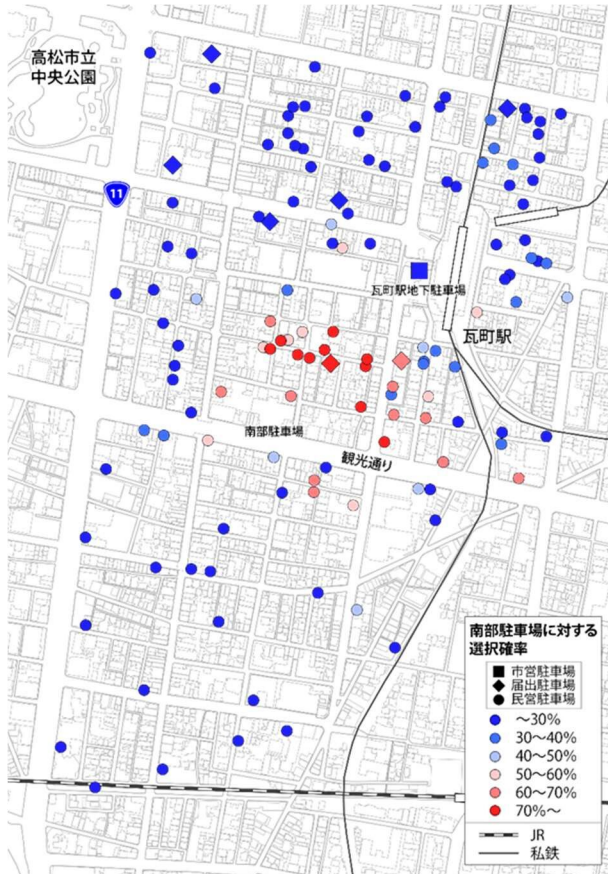 高松市立
中央公園
11
瓦町駅地下駐車場
瓦町駅
南部駐車場
観光通り
南部駐車場に対する
選択確率
市営駐車場
届出駐車場
民営駐車場
～30%
30～40%
40～50%
50～60%
60～70%
70%～
JR
私鉄